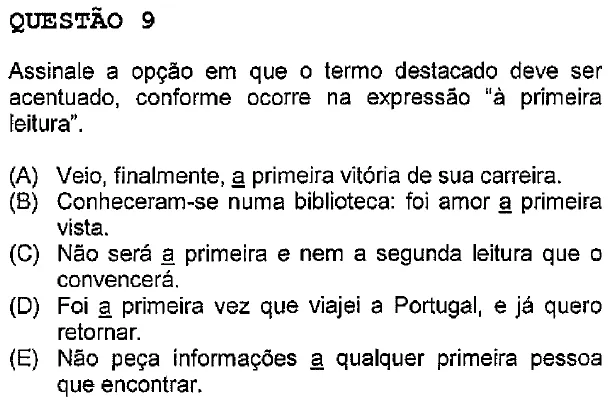 QUESTÃO 9
Assinale a opção em que o termo destacado deve ser
acentuado, conforme ocorre na expressão "à primeira
leitura".
(A) Veio, finalmente, a primeira vitória de sua carreira.
(B) Conheceram-se numa biblioteca: foi amor a primeira
vista.
(C) Não será a primeira e nem a segunda leitura que o
convencerá.
(D) Foi a primeira vez que viajei a Portugal, e já quero
retornar.
(E) Não peça informações a qualquer primeira pessoa
que encontrar.